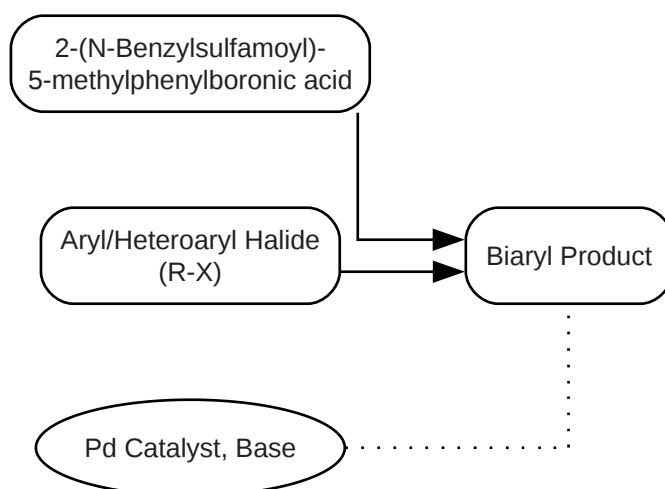 2-(N-Benzylsulfamoyl)-
5-methylphenylboronic acid
Aryl/Heteroaryl Halide
(R-X)
Biaryl Product
Pd Catalyst, Base